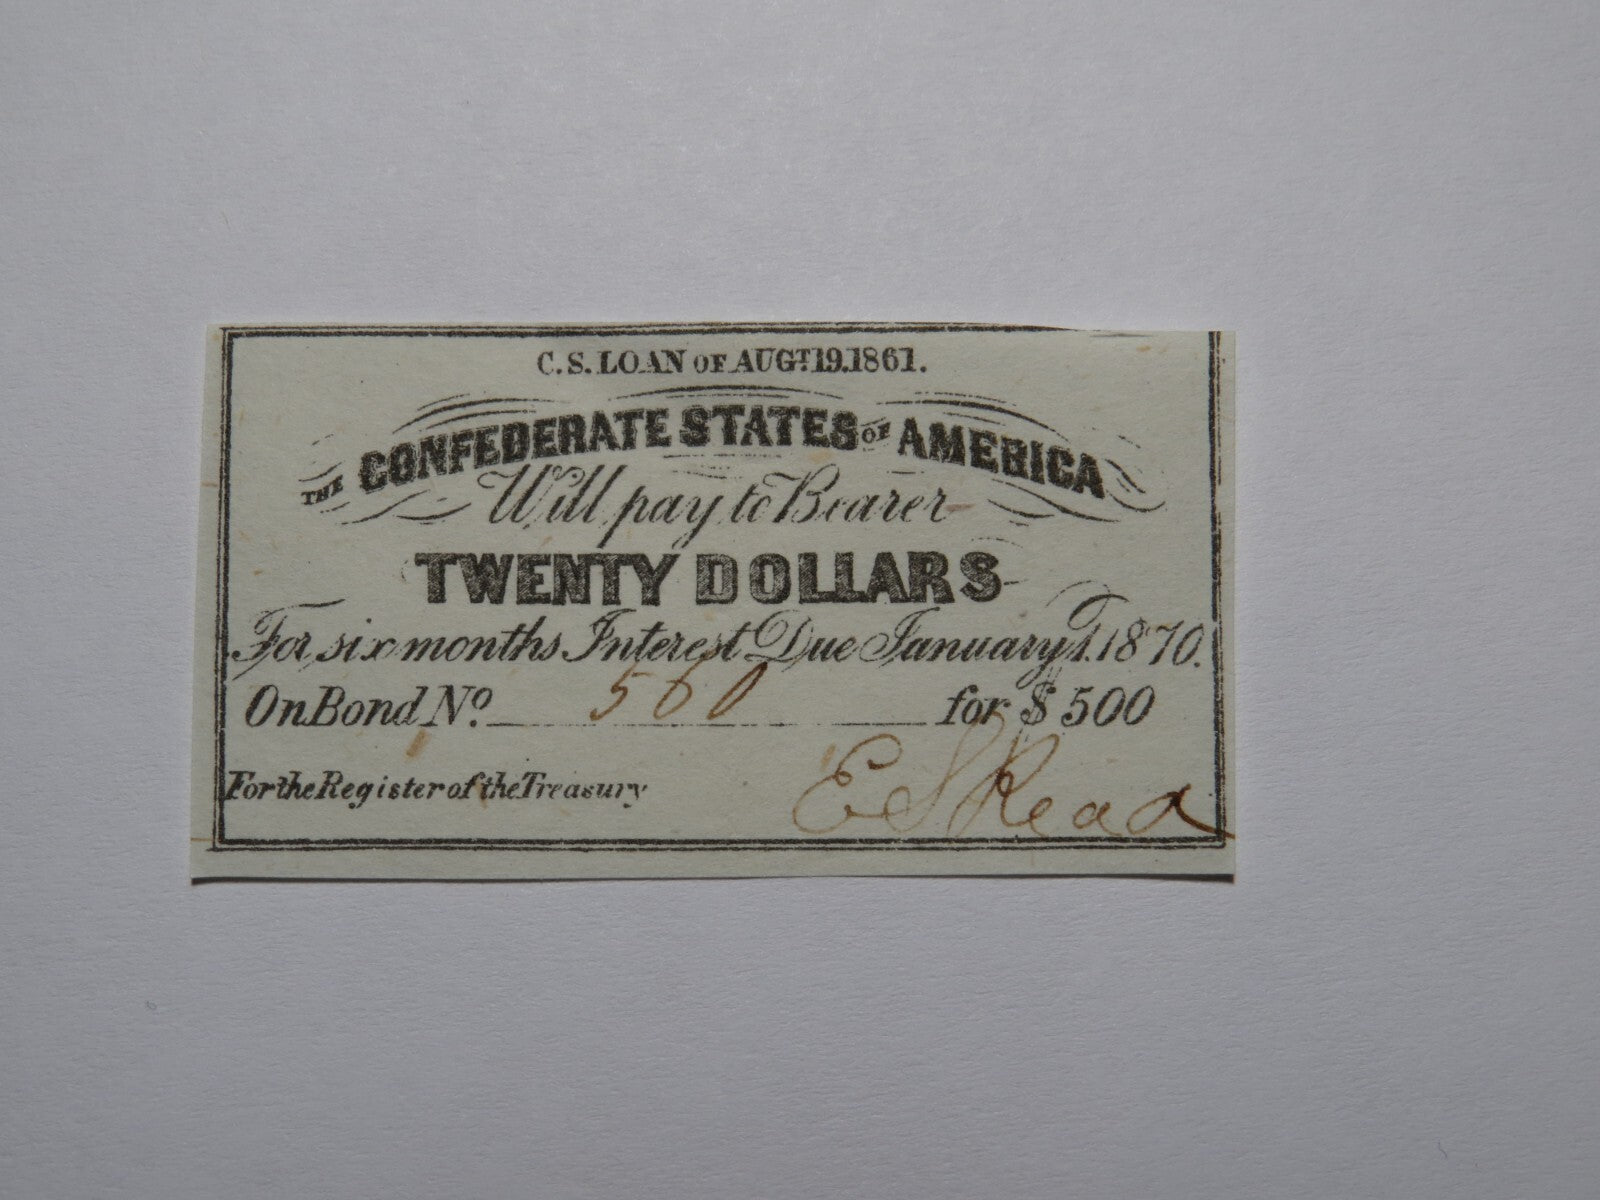 C. S. LOAN OF AUGT. 19. 1861.
THE CONFEDERATE STATES OF AMERICA
Will pay to Bearer
TWENTY DOLLARS
For six months Interest Due January 1. 1870.
On Bond No. 560 for $ 500
For the Register of the Treasury E S Read